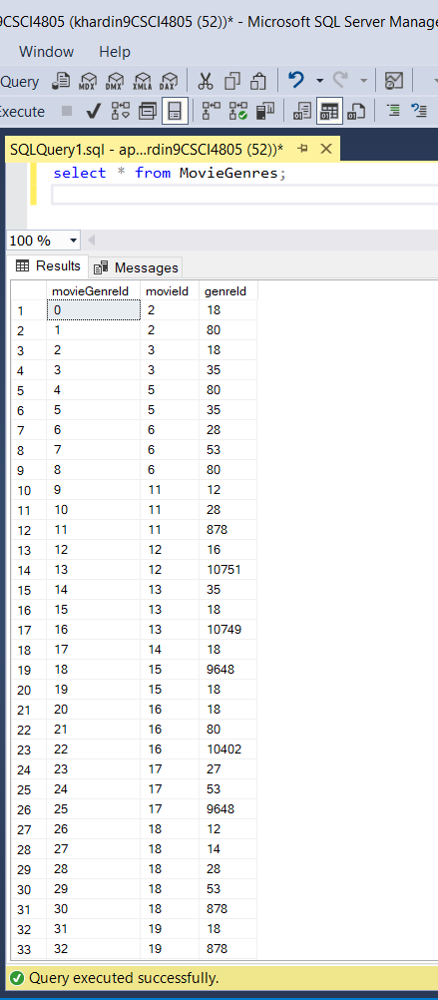 9CSCI4805 (khardin9CSCI4805 (52))* - Microsoft SQL Server Manage
Window Help
Query MDX DMX XMLA DAX
Execute
SQLQuery1.sql - ap...rdin9CSCI4805 (52))*
select * from MovieGenres;
100 %
Results Messages
movieGenreId movieId genreId
1 0 2 18
2 1 2 80
3 2 3 18
4 3 3 35
5 4 5 80
6 5 5 35
7 6 6 28
8 7 6 53
9 8 6 80
10 9 11 12
11 10 11 28
12 11 11 878
13 12 12 16
14 13 12 10751
15 14 13 35
16 15 13 18
17 16 13 10749
18 17 14 18
19 18 15 9648
20 19 15 18
21 20 16 18
22 21 16 80
23 22 16 10402
24 23 17 27
25 24 17 53
26 25 17 9648
27 26 18 12
28 27 18 14
29 28 18 28
30 29 18 53
31 30 18 878
32 31 19 18
33 32 19 878
Query executed successfully.